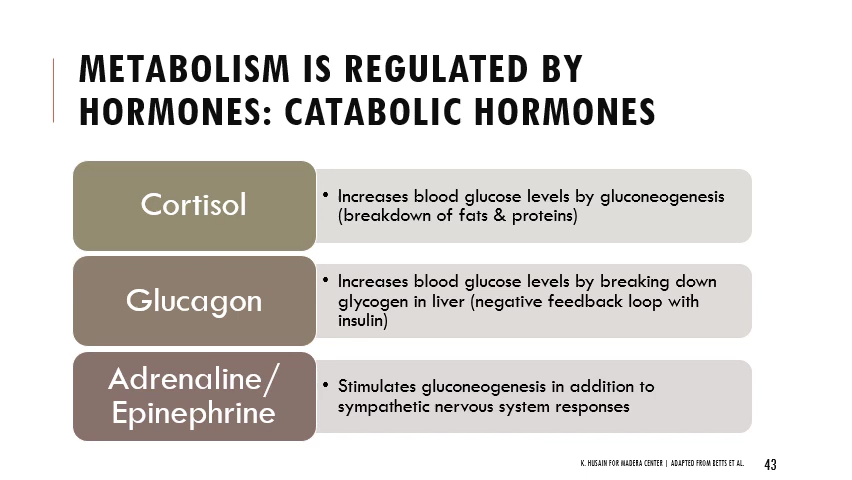 METABOLISM IS REGULATED BY
HORMONES: CATABOLIC HORMONES
Cortisol
• Increases blood glucose levels by gluconeogenesis
(breakdown of fats & proteins)
Glucagon
• Increases blood glucose levels by breaking down
glycogen in liver (negative feedback loop with
insulin)
Adrenaline/
Epinephrine
• Stimulates gluconeogenesis in addition to
sympathetic nervous system responses
K. HUSAIN FOR MADERA CENTER | ADAPTED FROM BETTS ET AL.
43